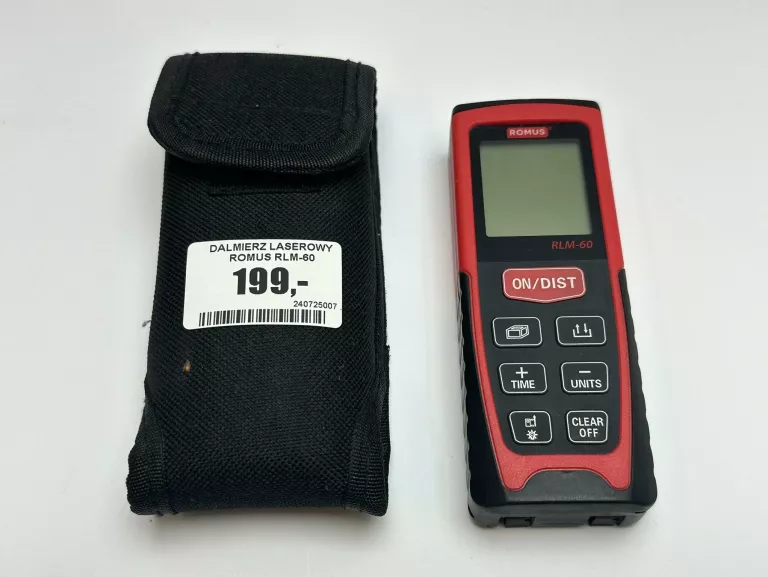 DALMIERZ LASEROWY
ROMUS RLM-60
199,-
240725007
ROMUS
RLM-60
ON/DIST
+
TIME
−
UNITS
CLEAR
OFF